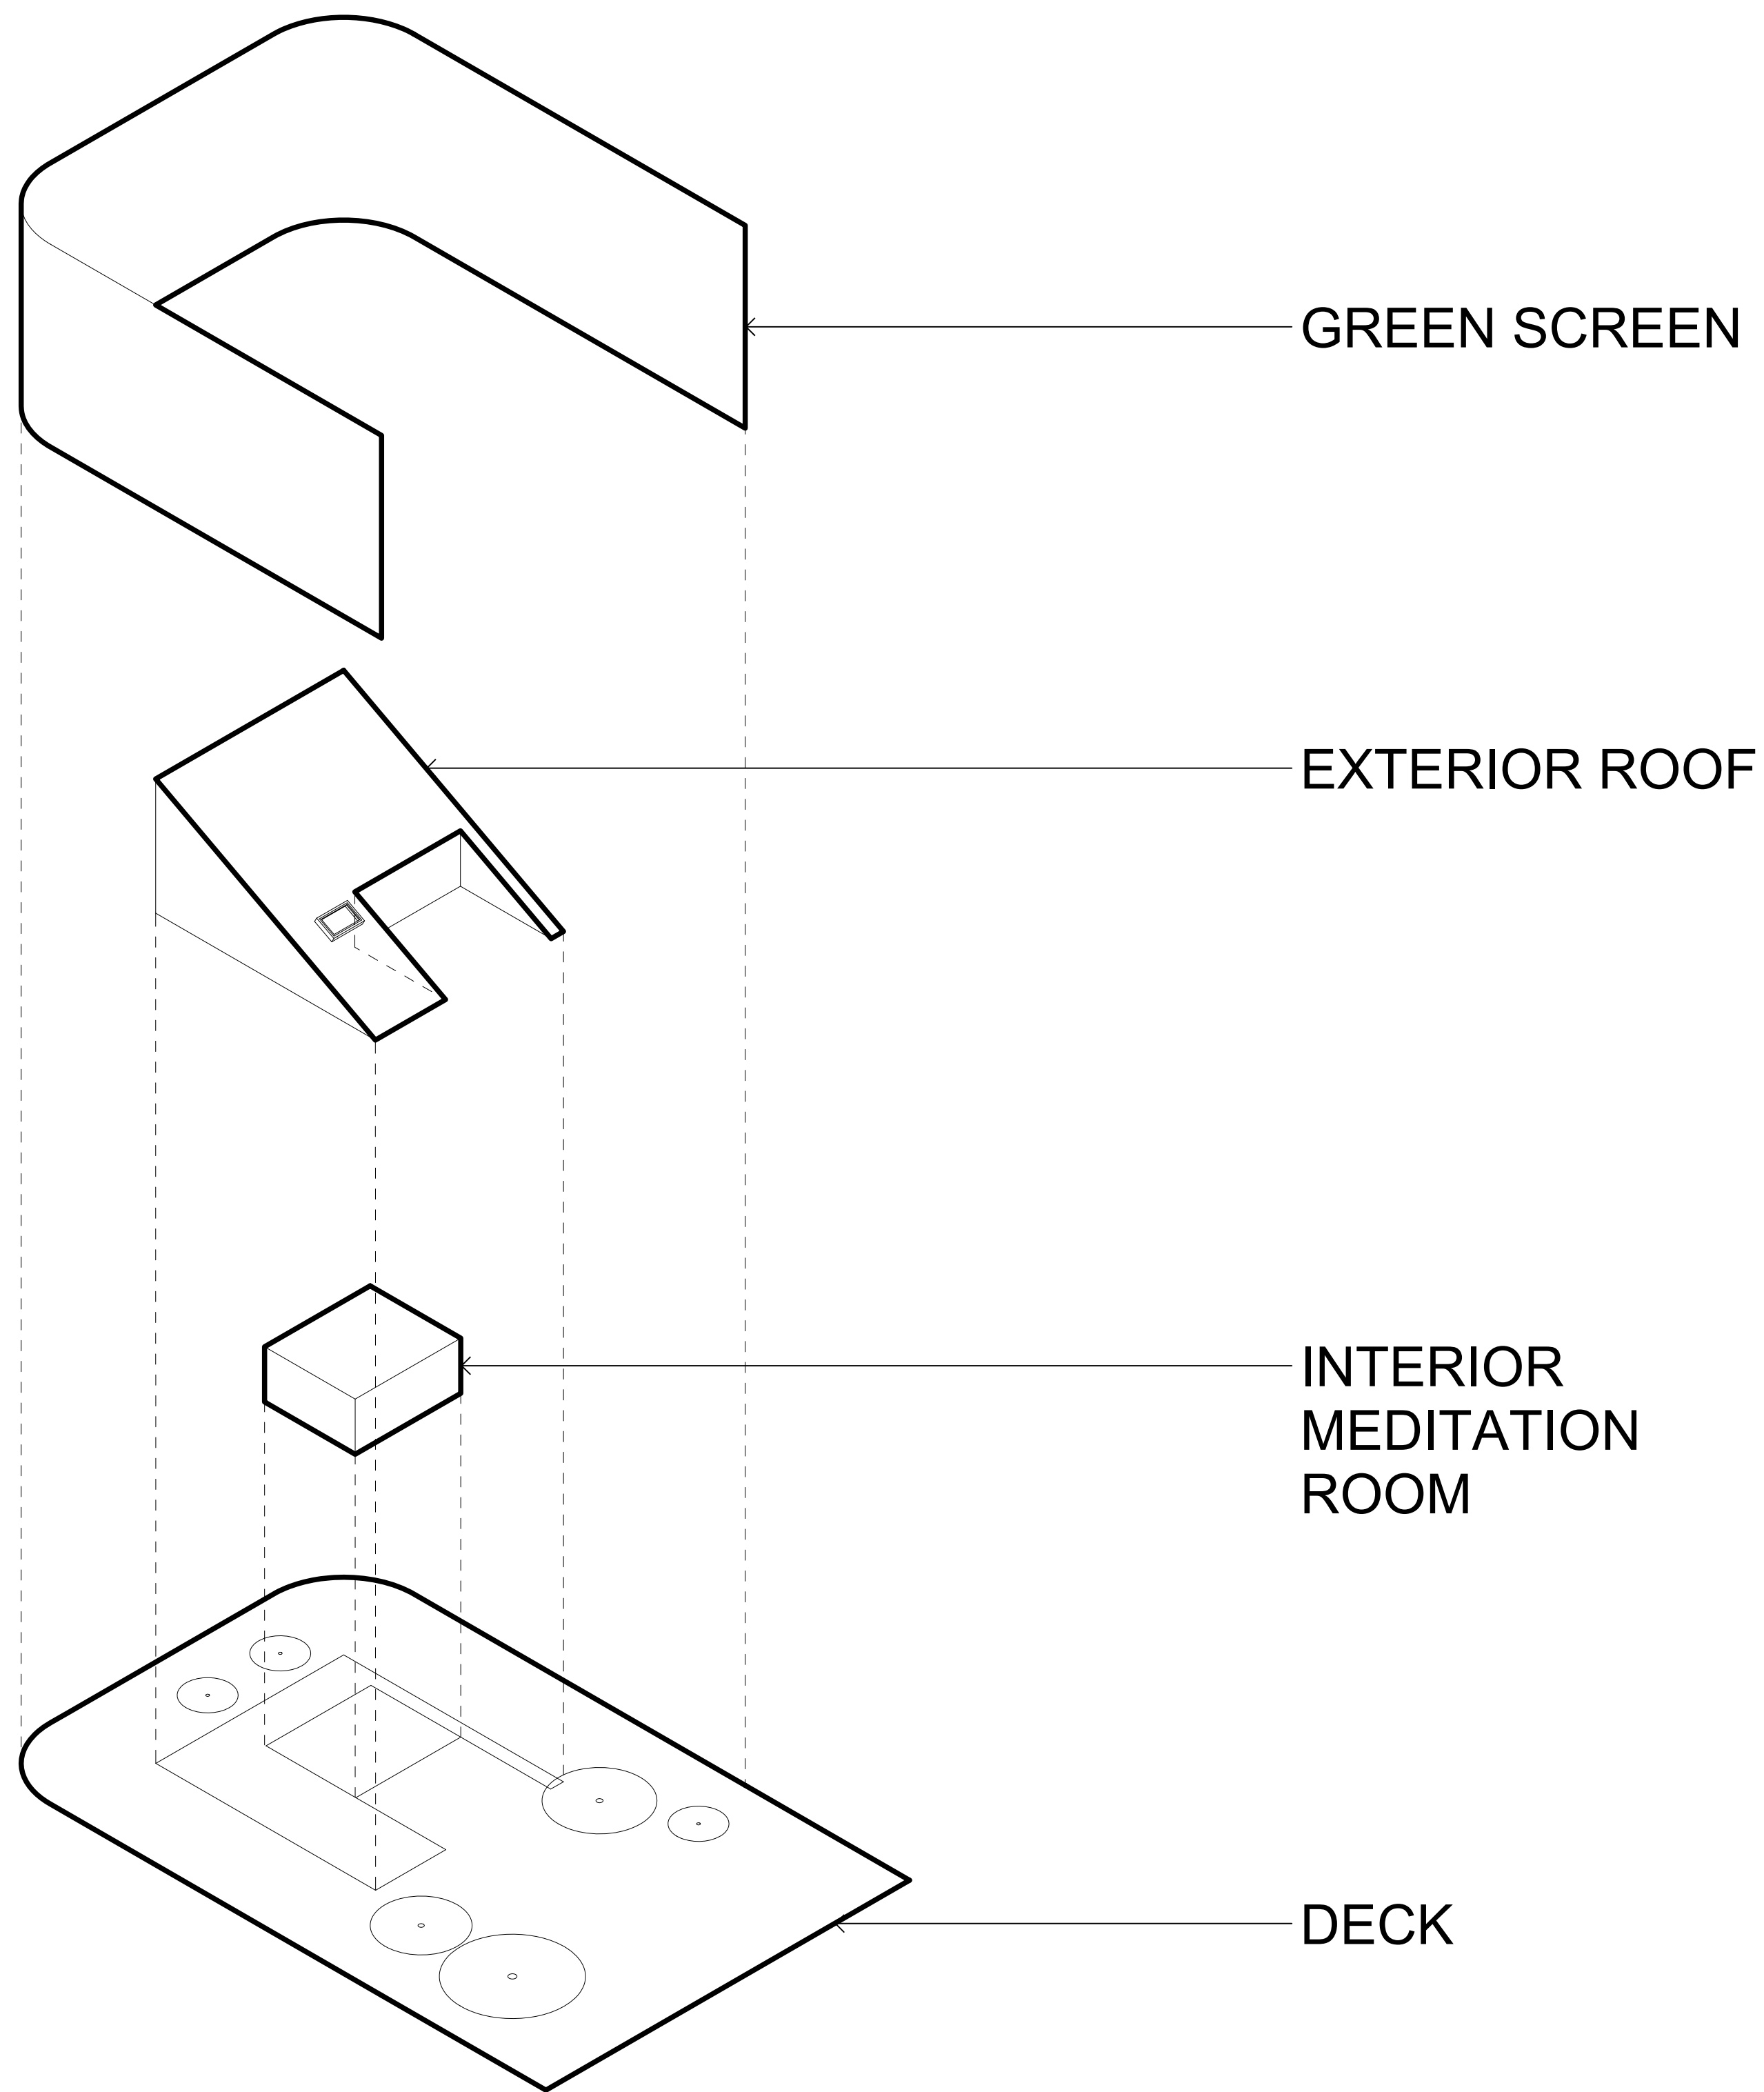 GREEN SCREEN
EXTERIOR ROOF
INTERIOR
MEDITATION
ROOM
DECK